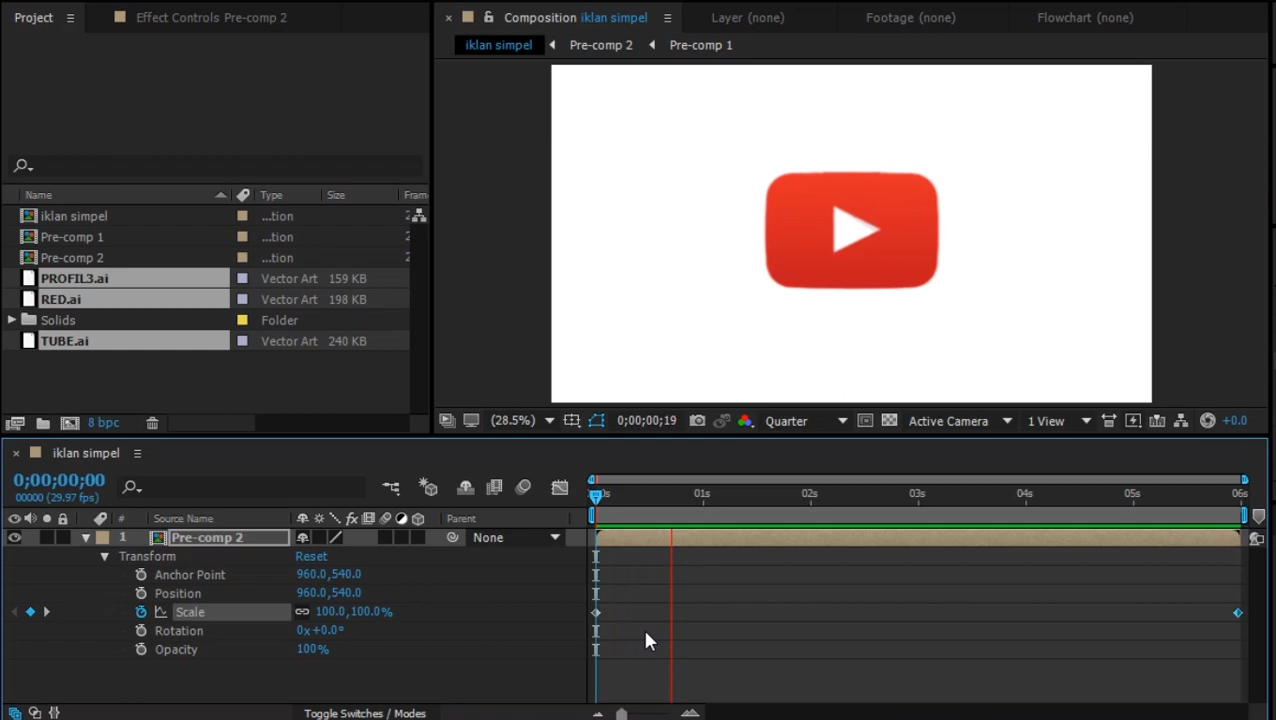 Project
Effect Controls Pre-comp 2
Composition iklan simpel
Layer (none)
Footage (none)
Flowchart (none)
iklan simpel
Pre-comp 2
Pre-comp 1
Name
Type
Size
Fram
iklan simpel
...tion
2
Pre-comp 1
...tion
2
Pre-comp 2
...tion
2
PROFIL3.ai
Vector Art
159 KB
RED.ai
Vector Art
198 KB
Solids
Folder
TUBE.ai
Vector Art
240 KB
8 bpc
(28.5%)
0;00;00;19
Quarter
Active Camera
1 View
+0.0
iklan simpel
0;00;00;00
00000 (29.97 fps)
0s
01s
02s
03s
04s
05s
06s
#
Source Name
fx
Parent
1
Pre-comp 2
None
Transform
Reset
Anchor Point
960.0,540.0
Position
960.0,540.0
Scale
100.0,100.0%
Rotation
0x+0.0°
Opacity
100%
Toggle Switches / Modes